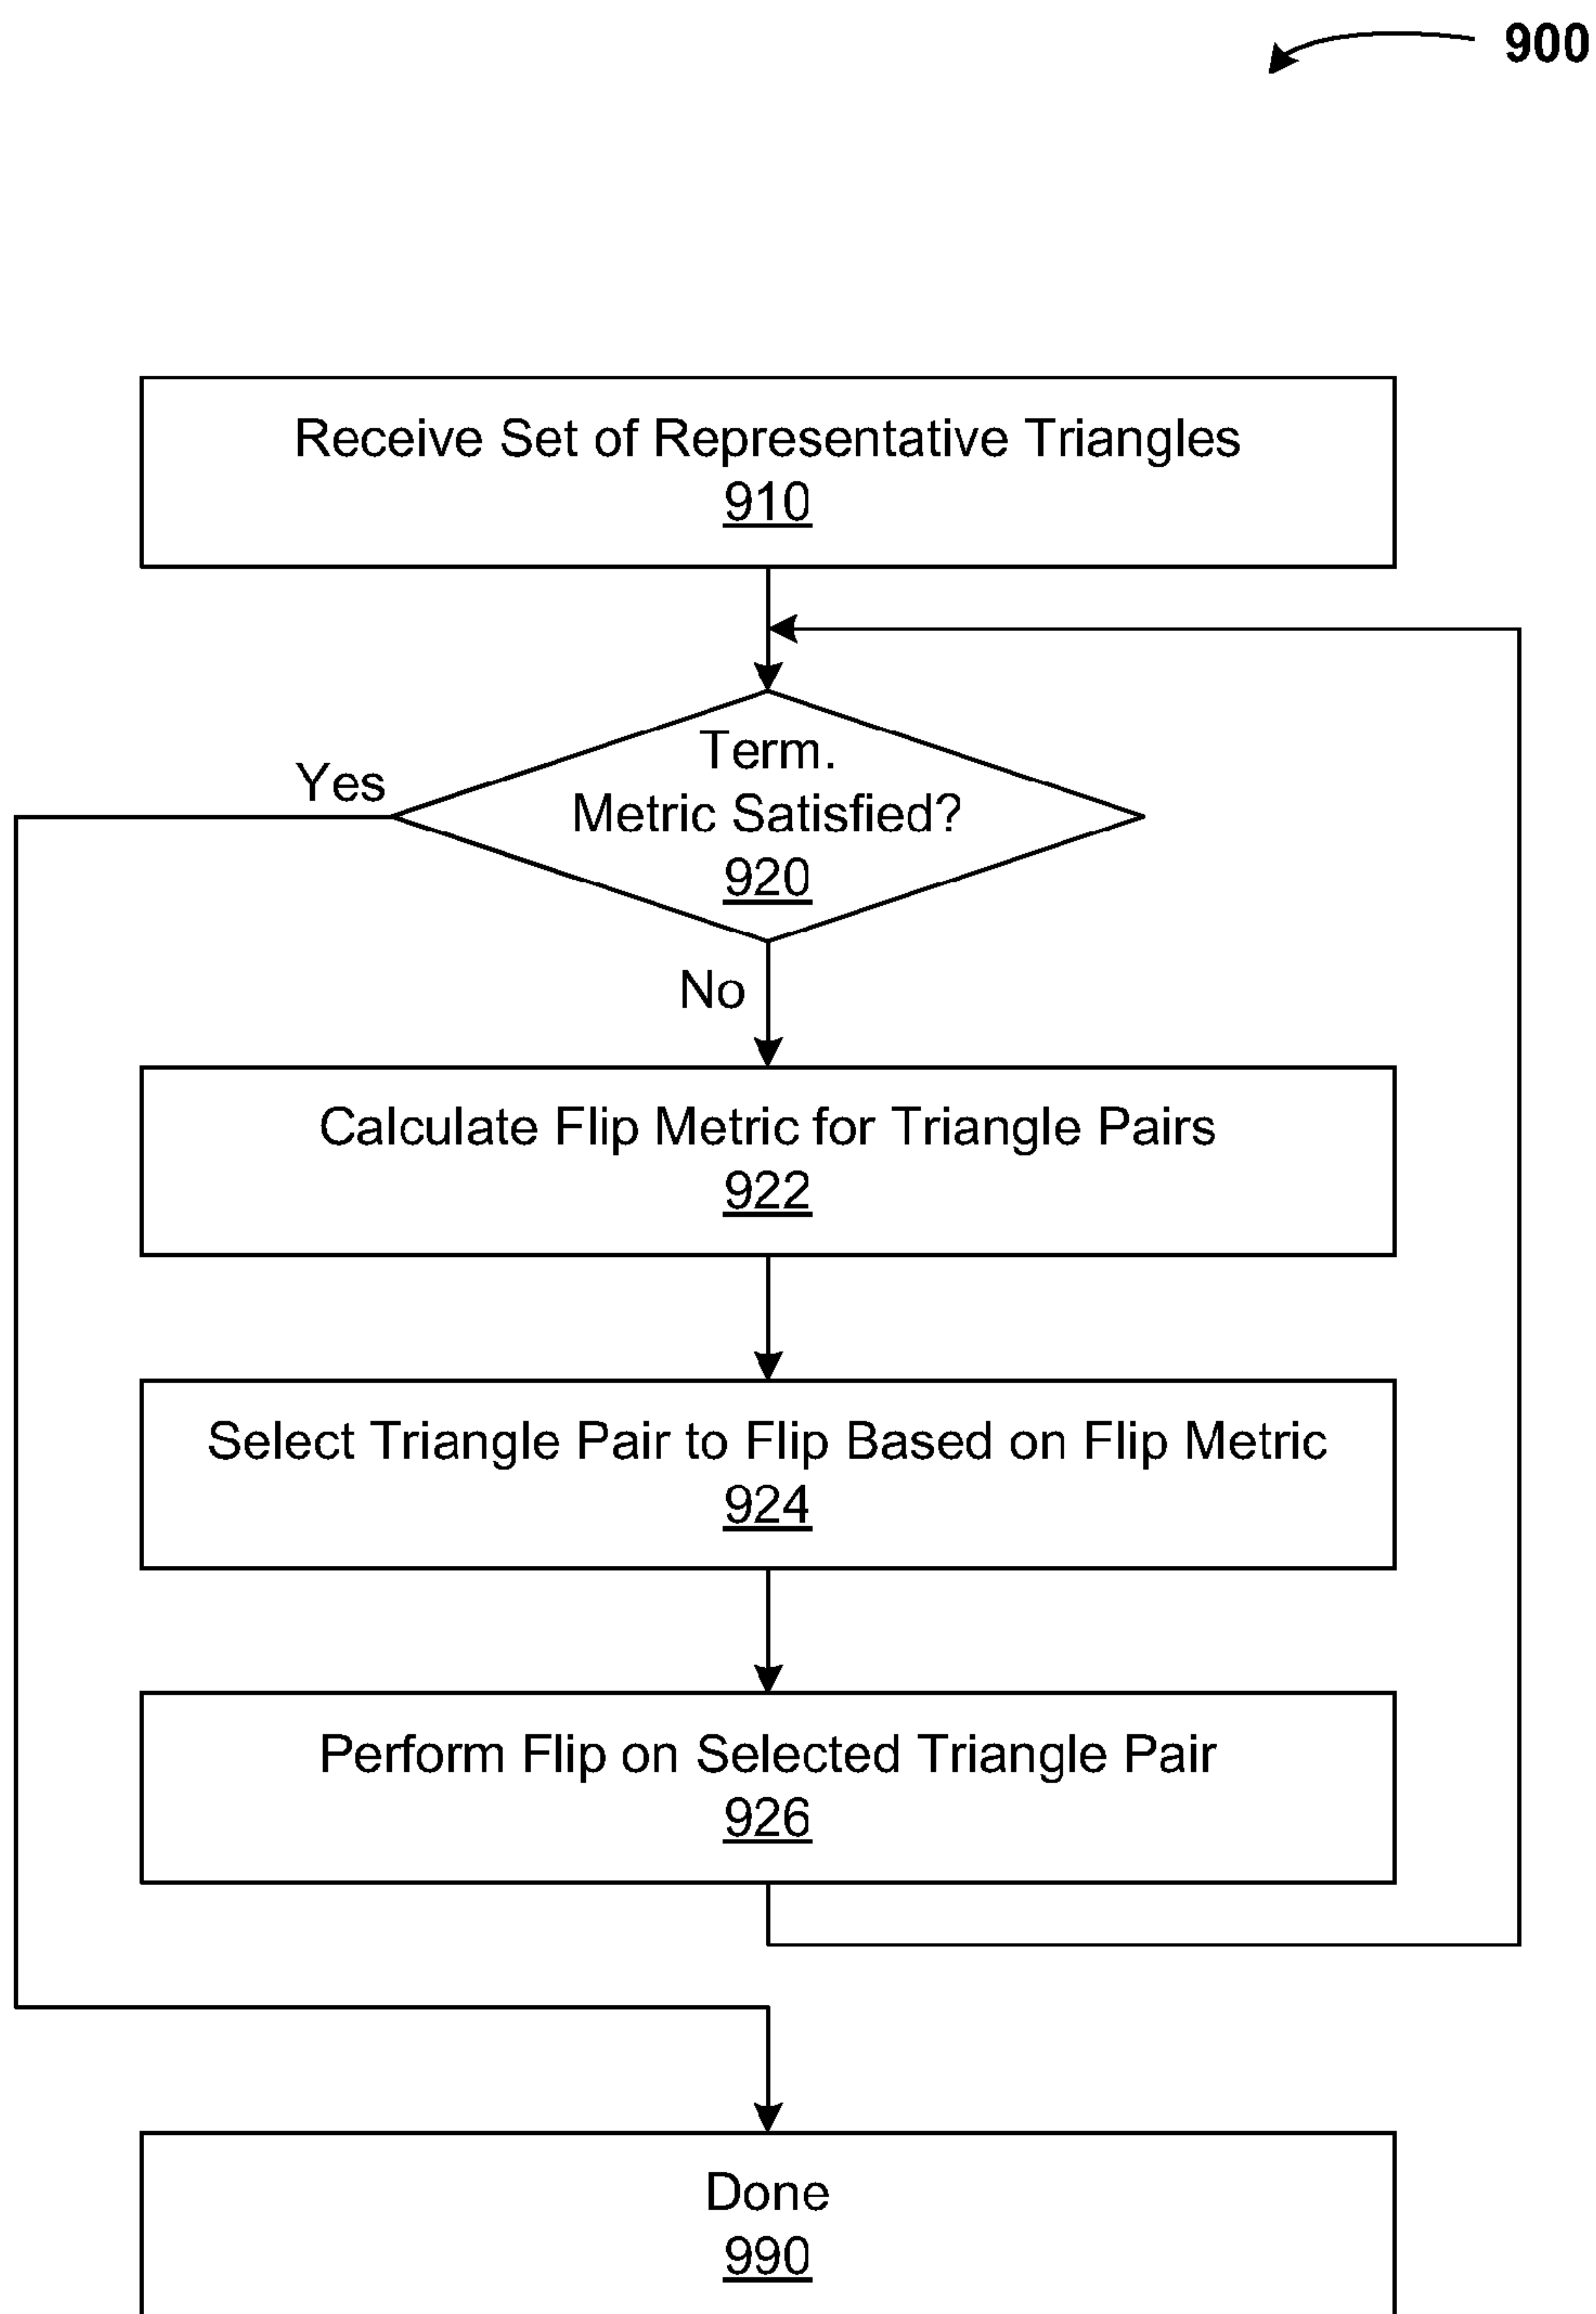 900
Receive Set of Representative Triangles
910
Term.
Metric Satisfied?
920
Yes
No
Calculate Flip Metric for Triangle Pairs
922
Select Triangle Pair to Flip Based on Flip Metric
924
Perform Flip on Selected Triangle Pair
926
Done
990